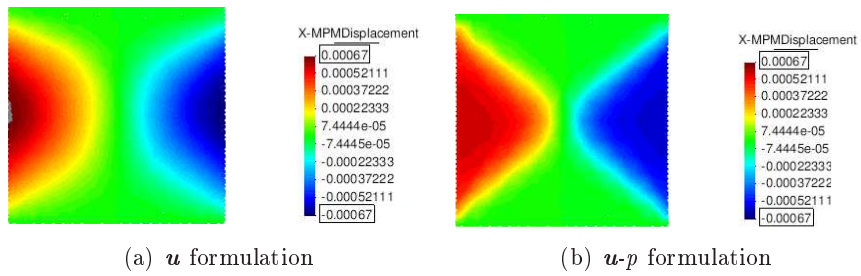 X-MPMDisplacement
0.00067
0.00052111
0.00037222
0.00022333
7.4444e-05
-7.4445e-05
-0.00022333
-0.00037222
-0.00052111
-0.00067
(a) u formulation
X-MPMDisplacement
0.00067
0.00052111
0.00037222
0.00022333
7.4444e-05
-7.4445e-05
-0.00022333
-0.00037222
-0.00052111
-0.00067
(b) u-p formulation